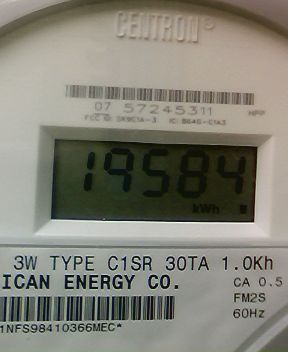 CENTRON®
07 57245311 HPP
FCC ID: SK9C1A-3 IC: 864G-C1A3
19584
kWh
3W TYPE C1SR 30TA 1.0Kh
ICAN ENERGY CO. CA 0.5
FM2S
60Hz
1NFS98410366MEC*